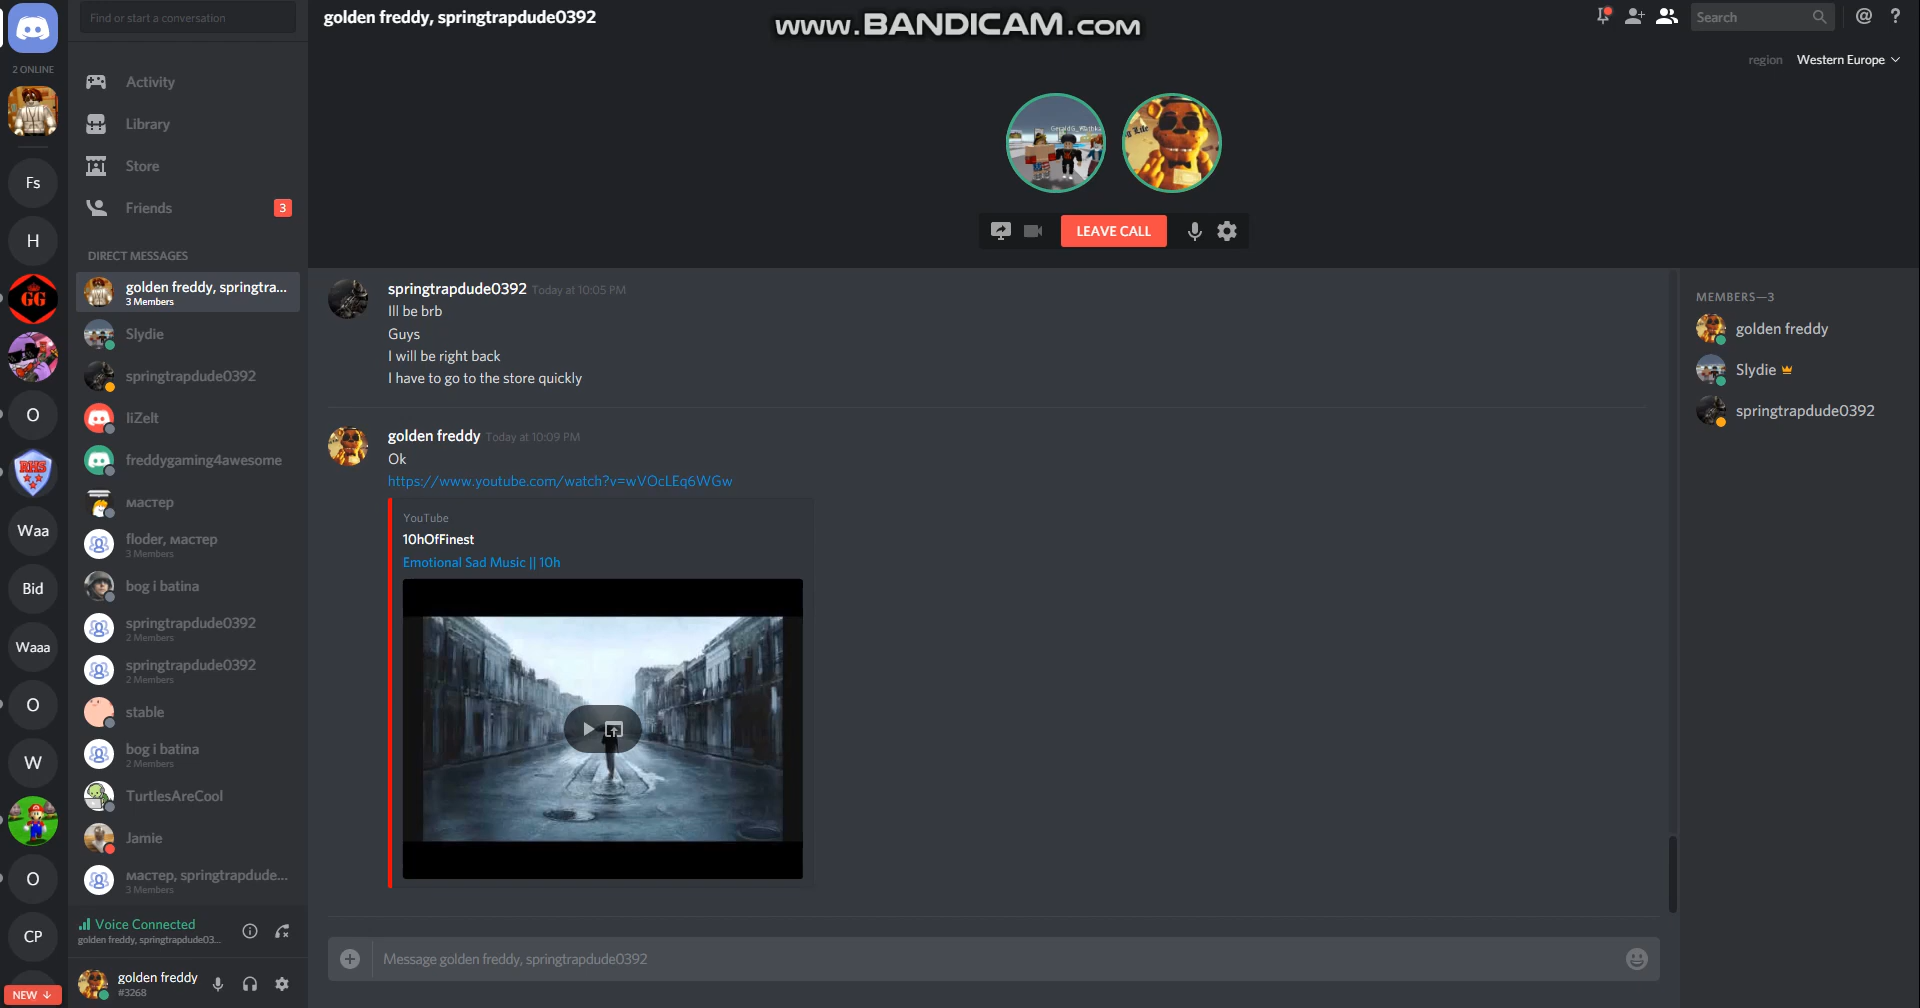 Find or start a conversation
golden freddy, springtrapdude0392
www.BANDICAM.com
Search
@
?
region Western Europe
2 ONLINE
Fs
H
GG
O
RHS
Waa
Bid
Waaa
O
W
O
CP
NEW
Activity
Library
Store
Friends
3
DIRECT MESSAGES
golden freddy, springtra...
3 Members
Slydie
springtrapdude0392
liZelt
freddygaming4awesome
мастер
floder, мастер
3 Members
bog i batina
springtrapdude0392
2 Members
springtrapdude0392
2 Members
stable
bog i batina
2 Members
TurtlesAreCool
Jamie
мастер, springtrapdude...
3 Members
Voice Connected
golden freddy, springtrapdude03...
golden freddy
#3268
LEAVE CALL
springtrapdude0392 Today at 10:05 PM
Ill be brb
Guys
I will be right back
I have to go to the store quickly
golden freddy Today at 10:09 PM
Ok
https://www.youtube.com/watch?v=wVOcLEq6WGw
YouTube
10hOfFinest
Emotional Sad Music || 10h
Message golden freddy, springtrapdude0392
MEMBERS—3
golden freddy
Slydie
springtrapdude0392